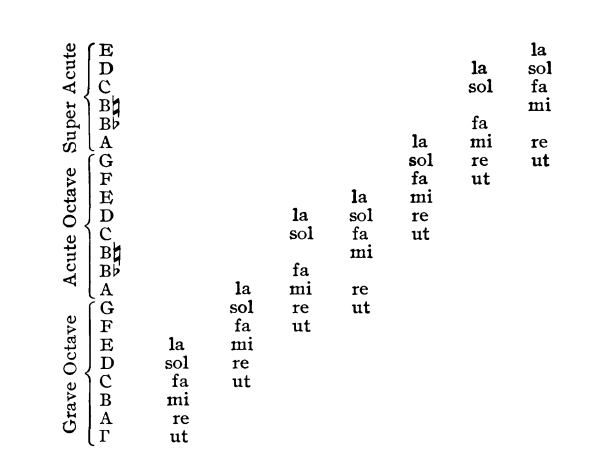 Super Acute
E la
D la sol
C sol fa
B♮ mi
B♭ fa
A la mi re
Acute Octave
G sol re ut
F fa ut
E la mi
D la sol re
C sol fa ut
B♮ mi
B♭ fa
A la mi re
Grave Octave
G sol re ut
F fa ut
E la mi
D sol re
C fa ut
B mi
A re
Γ ut